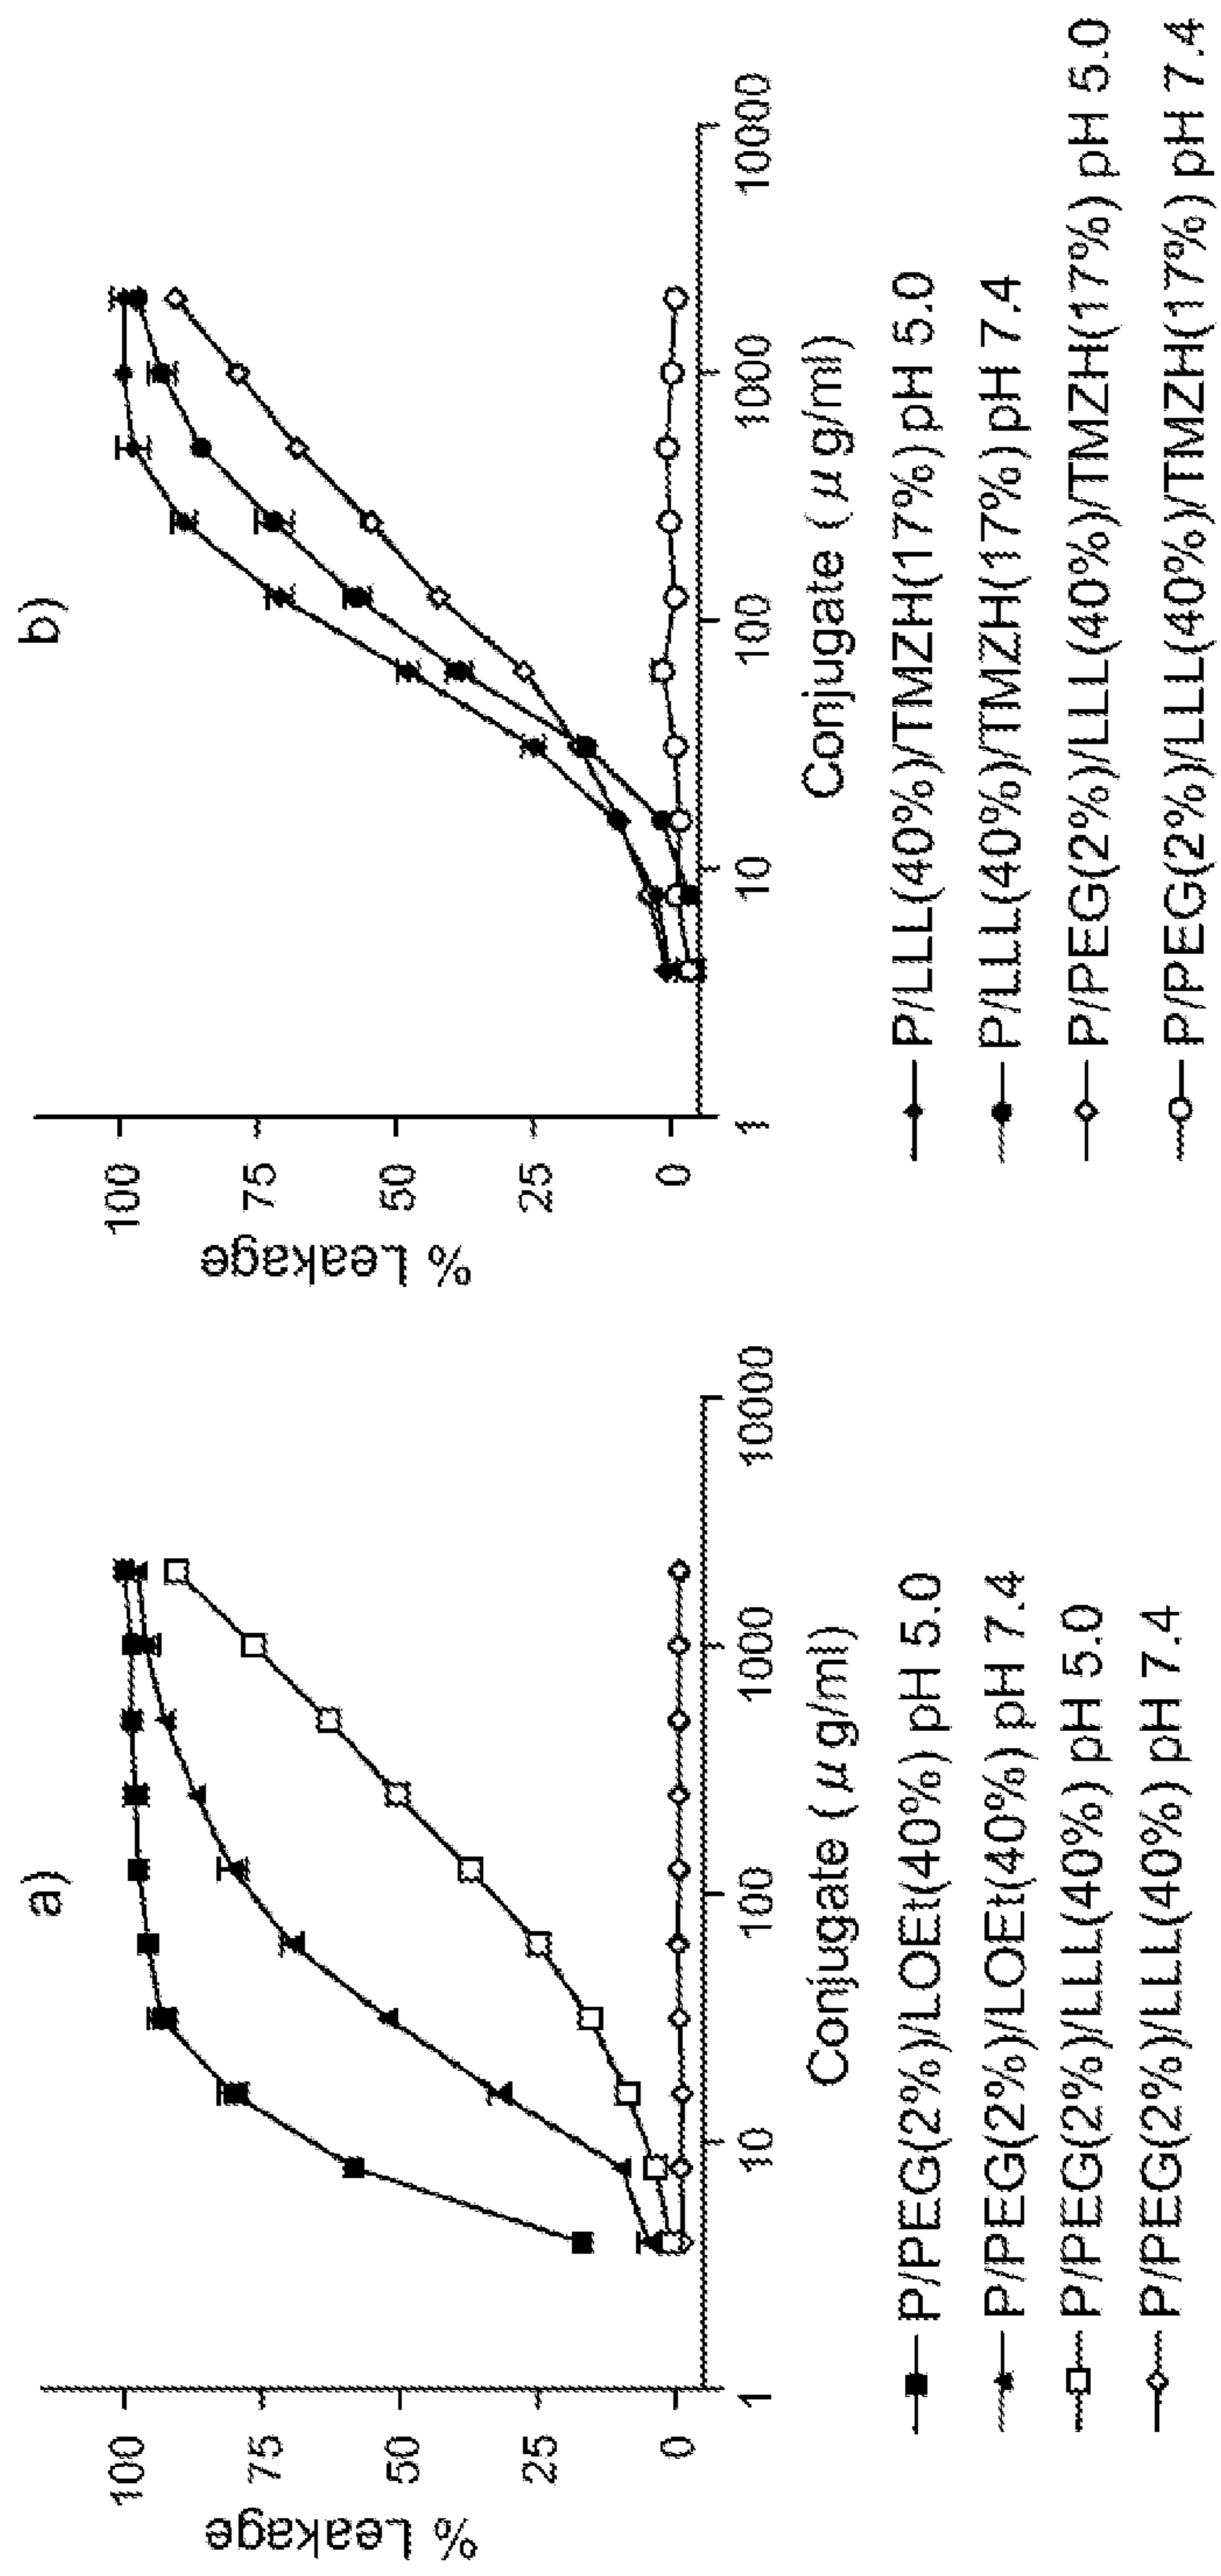 a)
% Leakage
100
75
50
25
0
1
10
100
1000
10000
Conjugate (μg/ml)
P/PEG(2%)/LOEt(40%) pH 5.0
P/PEG(2%)/LOEt(40%) pH 7.4
P/PEG(2%)/LLL(40%) pH 5.0
P/PEG(2%)/LLL(40%) pH 7.4
b)
% Leakage
100
75
50
25
0
1
10
100
1000
10000
Conjugate (μg/ml)
P/LLL(40%)/TMZH(17%) pH 5.0
P/LLL(40%)/TMZH(17%) pH 7.4
P/PEG(2%)/LLL(40%)/TMZH(17%) pH 5.0
P/PEG(2%)/LLL(40%)/TMZH(17%) pH 7.4